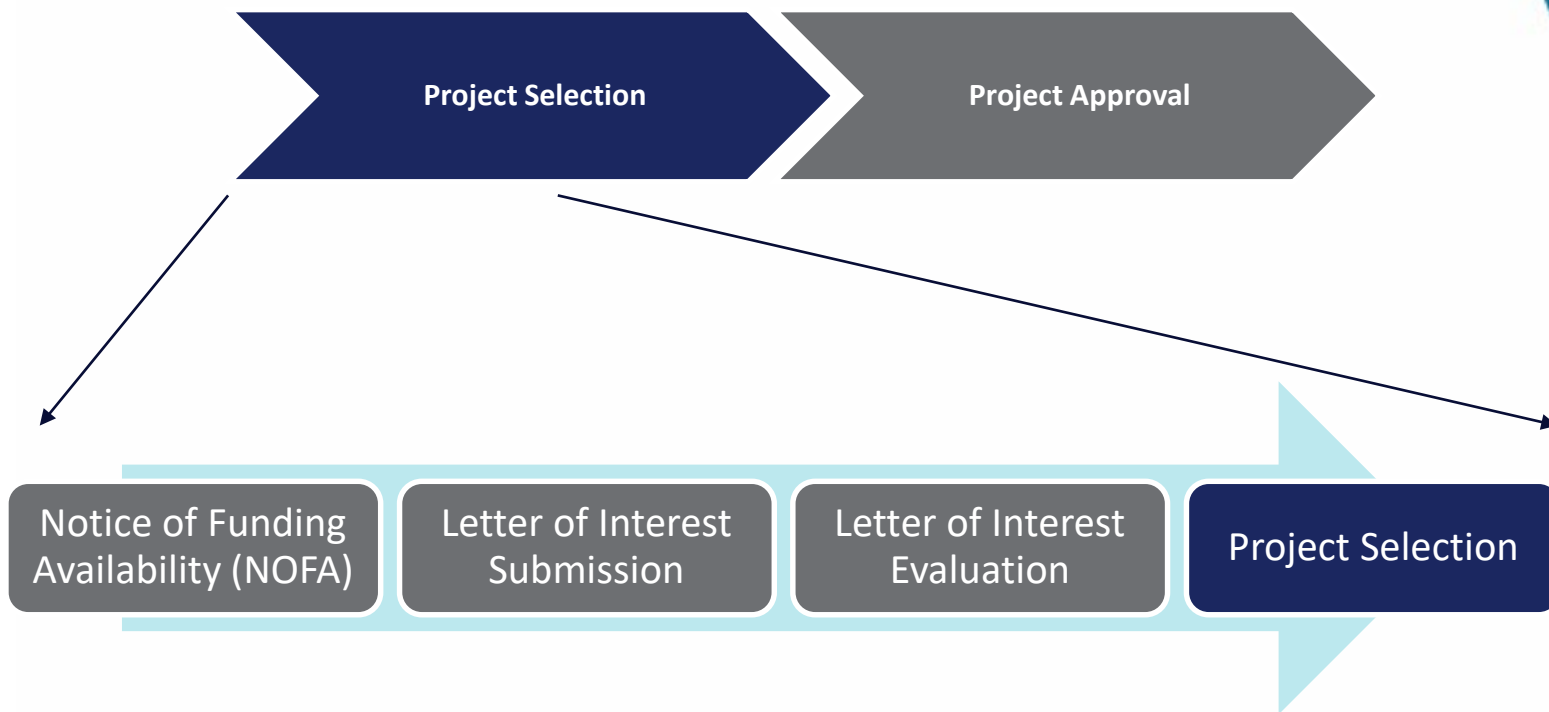 Project Selection
Project Approval
Notice of Funding
Availability (NOFA)
Letter of Interest
Submission
Letter of Interest
Evaluation
Project Selection